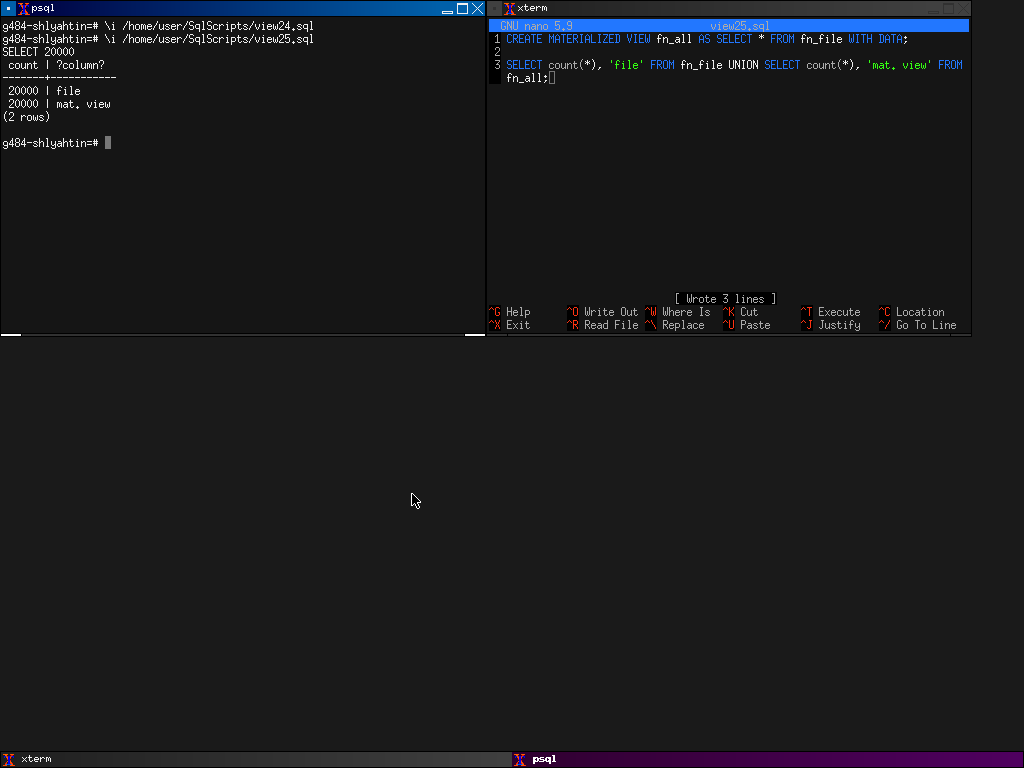 psql
g484-shlyahtin=# \i /home/user/SqlScripts/view24.sql
g484-shlyahtin=# \i /home/user/SqlScripts/view25.sql
SELECT 20000
 count | ?column?
-------+-----------
 20000 | file
 20000 | mat. view
(2 rows)
g484-shlyahtin=#
xterm
GNU nano 5.9 view25.sql
1 CREATE MATERIALIZED VIEW fn_all AS SELECT * FROM fn_file WITH DATA;
2
3 SELECT count(*), 'file' FROM fn_file UNION SELECT count(*), 'mat. view' FROM
fn_all;
[ Wrote 3 lines ]
^G Help ^O Write Out ^W Where Is ^K Cut ^T Execute ^C Location
^X Exit ^R Read File ^\ Replace ^U Paste ^J Justify ^/ Go To Line
xterm
psql